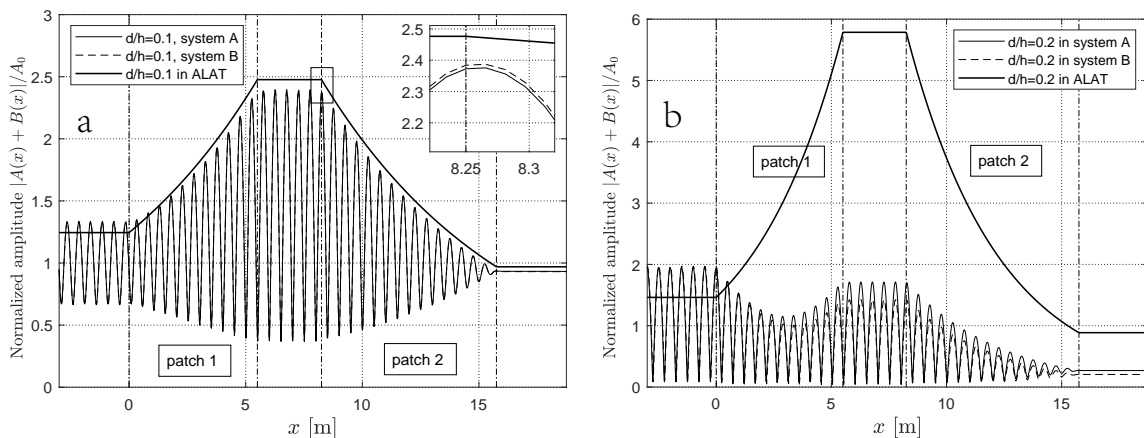 a
Normalized amplitude |A(x) + B(x)|/A₀
3
2.5
2
1.5
1
0.5
0
d/h=0.1, system A
d/h=0.1, system B
d/h=0.1 in ALAT
2.5
2.4
2.3
2.2
8.25
8.3
patch 1
patch 2
0
5
10
15
x [m]
b
Normalized amplitude |A(x) + B(x)|/A₀
6
5
4
3
2
1
0
d/h=0.2 in system A
d/h=0.2 in system B
d/h=0.2 in ALAT
patch 1
patch 2
0
5
10
15
x [m]